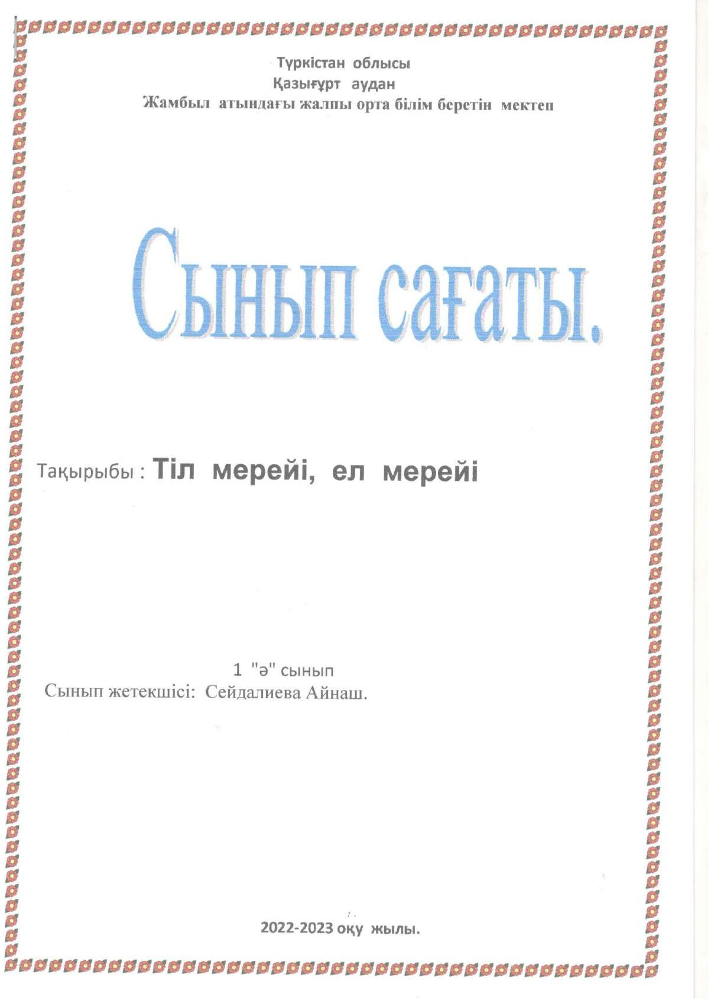 Түркістан облысы
Қазығұрт аудан
Жамбыл атындағы жалпы орта білім беретін мектеп
Сынып сағаты.
Тақырыбы : Тіл мерейі, ел мерейі
1 "ә" сынып
Сынып жетекшісі: Сейдалиева Айнаш.
2022-2023 оқу жылы.